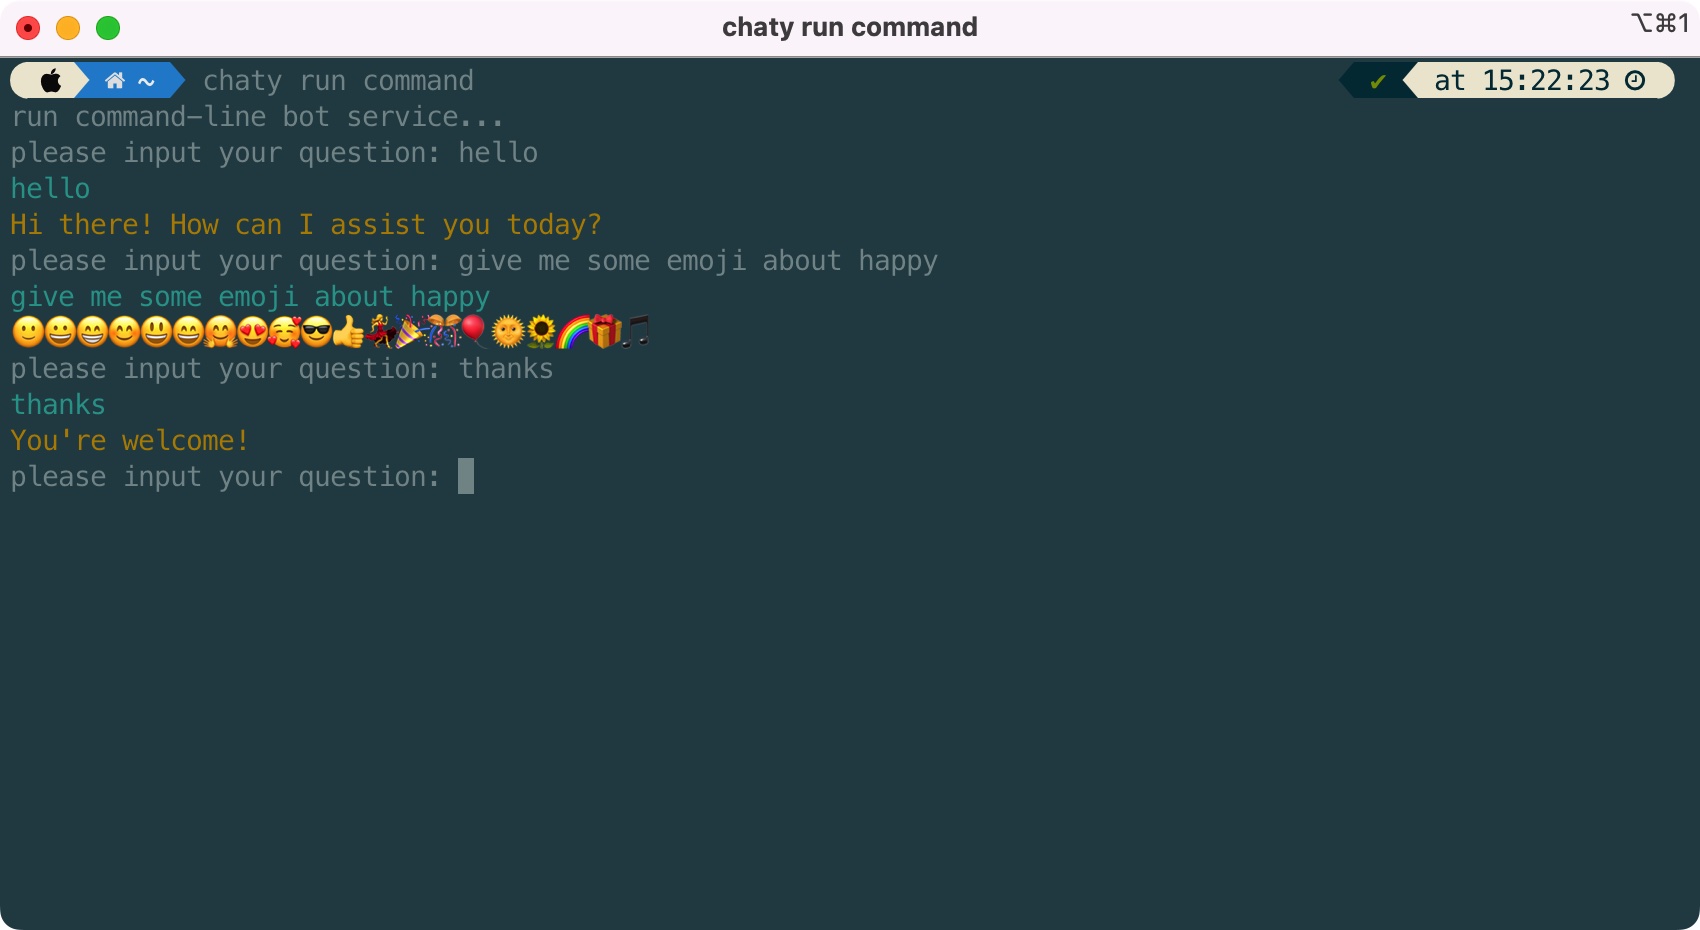 chaty run command
⌥⌘1
~ chaty run command ✔ at 15:22:23
run command-line bot service...
please input your question: hello
hello
Hi there! How can I assist you today?
please input your question: give me some emoji about happy
give me some emoji about happy
🙂😀😁😊😃😄🤗😍🥰😎👍💃🎉🎊🎈🌞🌻🌈🎁🎵
please input your question: thanks
thanks
You're welcome!
please input your question: